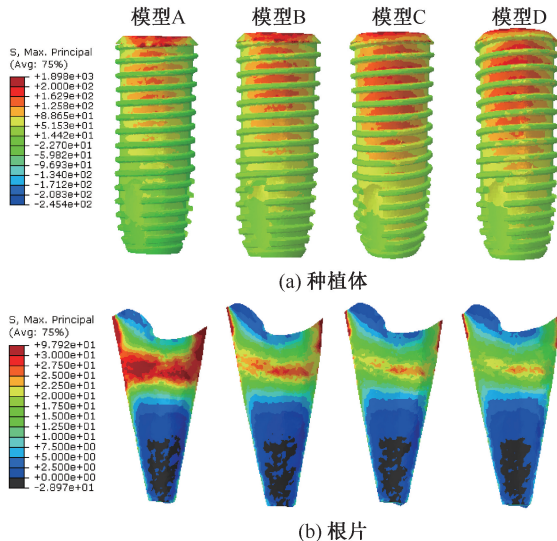 模型A 模型B 模型C 模型D
S, Max. Principal
(Avg: 75%)
+1.898e+03
+2.000e+02
+1.629e+02
+1.258e+02
+8.865e+01
+5.153e+01
+1.442e+01
-2.270e+01
-5.982e+01
-9.693e+01
-1.340e+02
-1.712e+02
-2.083e+02
-2.454e+02
(a) 种植体
S, Max. Principal
(Avg: 75%)
+9.792e+01
+3.000e+01
+2.750e+01
+2.500e+01
+2.250e+01
+2.000e+01
+1.750e+01
+1.500e+01
+1.250e+01
+1.000e+01
+7.500e+00
+5.000e+00
+2.500e+00
+0.000e+00
-2.897e+01
(b) 根片